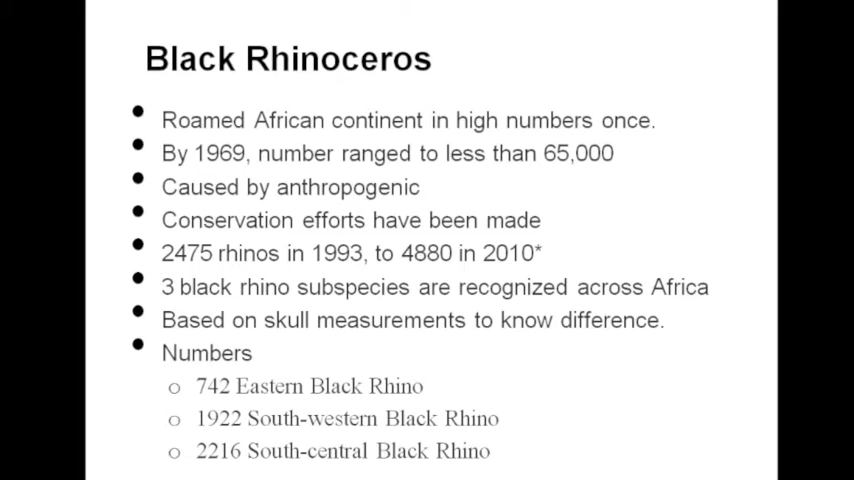 Black Rhinoceros
• Roamed African continent in high numbers once.
• By 1969, number ranged to less than 65,000
• Caused by anthropogenic
• Conservation efforts have been made
• 2475 rhinos in 1993, to 4880 in 2010*
• 3 black rhino subspecies are recognized across Africa
• Based on skull measurements to know difference.
• Numbers
o 742 Eastern Black Rhino
o 1922 South-western Black Rhino
o 2216 South-central Black Rhino